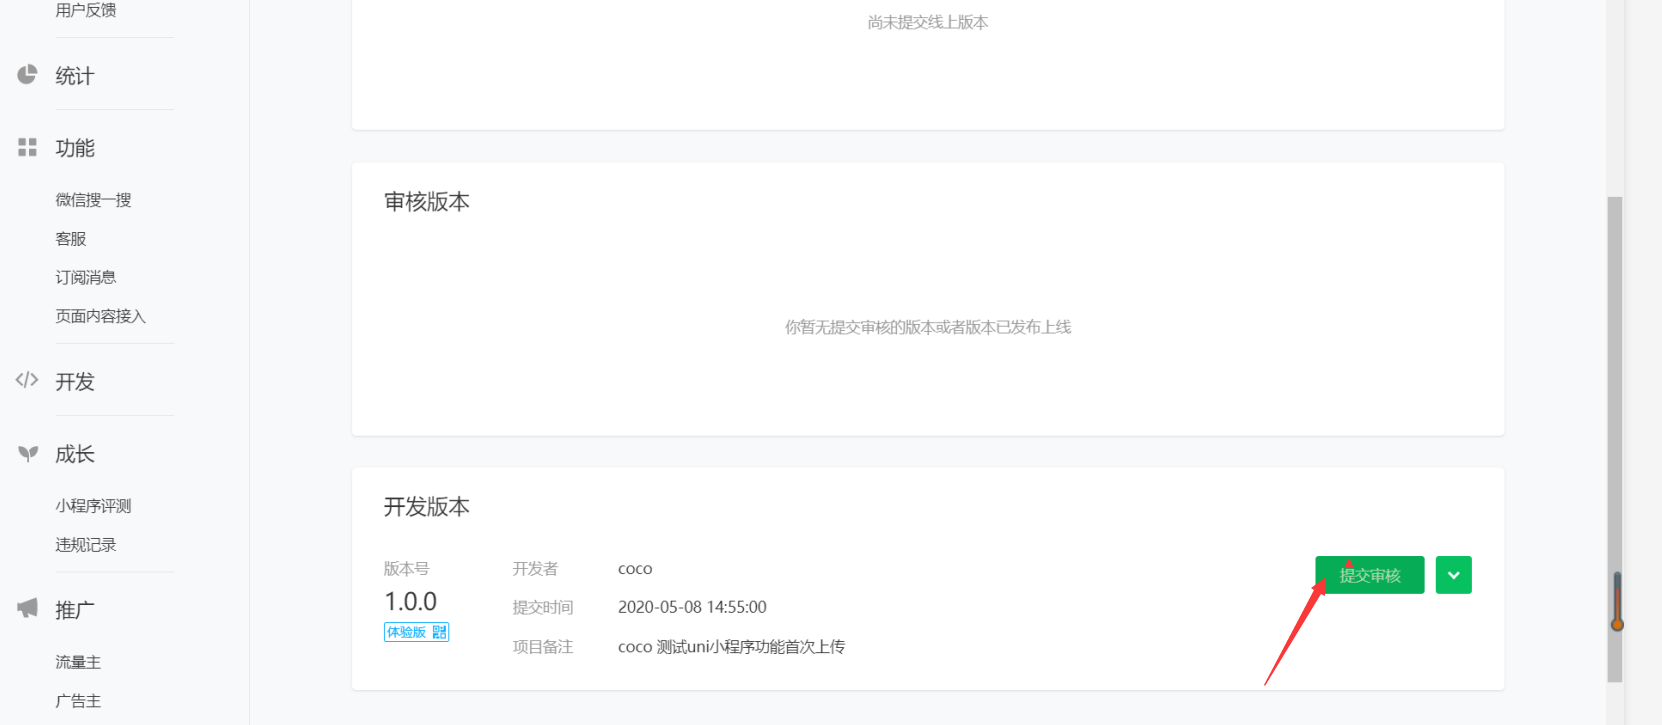 用户反馈
统计
功能
微信搜一搜
客服
订阅消息
页面内容接入
开发
成长
小程序评测
违规记录
推广
流量主
广告主
尚未提交线上版本
审核版本
你暂无提交审核的版本或者版本已发布上线
开发版本
版本号
1.0.0
体验版
开发者 coco
提交时间 2020-05-08 14:55:00
项目备注 coco 测试uni小程序功能首次上传
提交审核